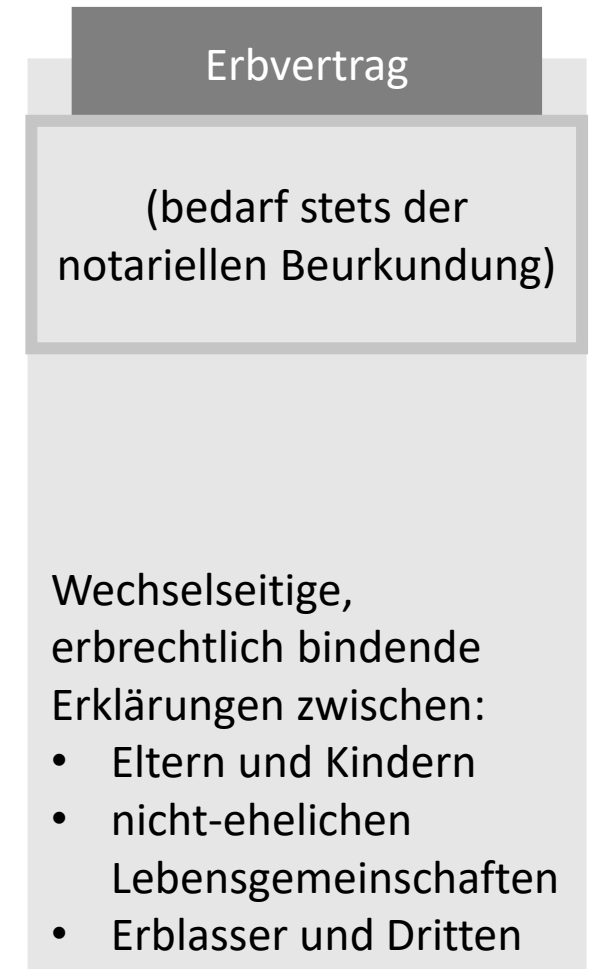 Erbvertrag
(bedarf stets der
notariellen Beurkundung)
Wechselseitige,
erbrechtlich bindende
Erklärungen zwischen:
• Eltern und Kindern
• nicht-ehelichen
Lebensgemeinschaften
• Erblasser und Dritten